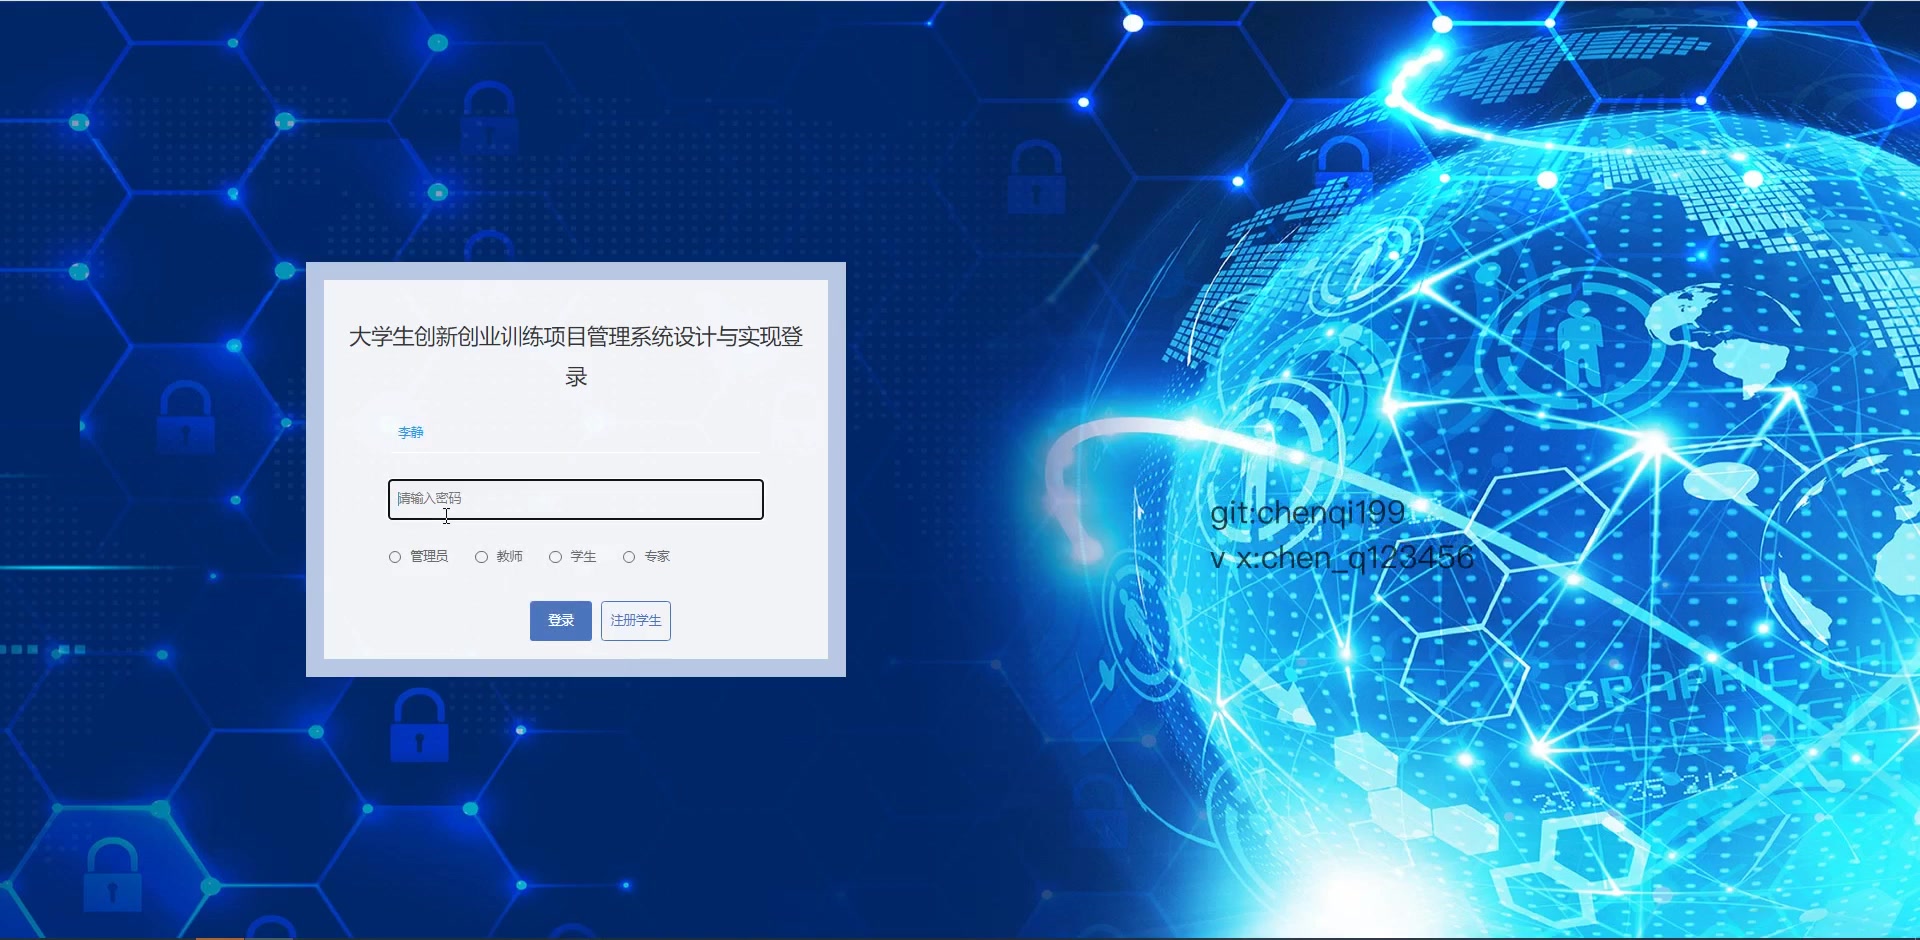 大学生创新创业训练项目管理系统设计与实现登
录
李静
请输入密码
管理员 教师 学生 专家
登录 注册学生
git:chenqi199
v x:chen_q123456